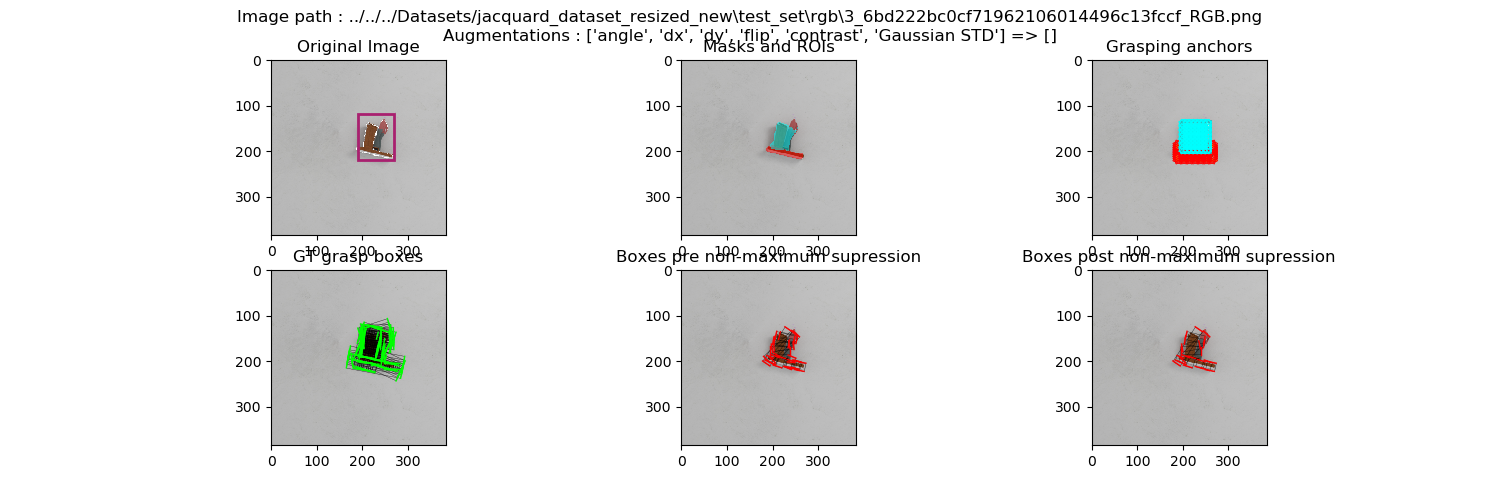 Image path : ../../../Datasets/jacquard_dataset_resized_new\test_set\rgb\3_6bd222bc0cf71962106014496c13fccf_RGB.png
Augmentations : ['angle', 'dx', 'dy', 'flip', 'contrast', 'Gaussian STD'] => []
Original Image
0
100
200
300
0 100 200 300
Masks and ROIs
0
100
200
300
0 100 200 300
Grasping anchors
0
100
200
300
0 100 200 300
GT grasp boxes
0
100
200
300
0 100 200 300
Boxes pre non-maximum supression
0
100
200
300
0 100 200 300
Boxes post non-maximum supression
0
100
200
300
0 100 200 300